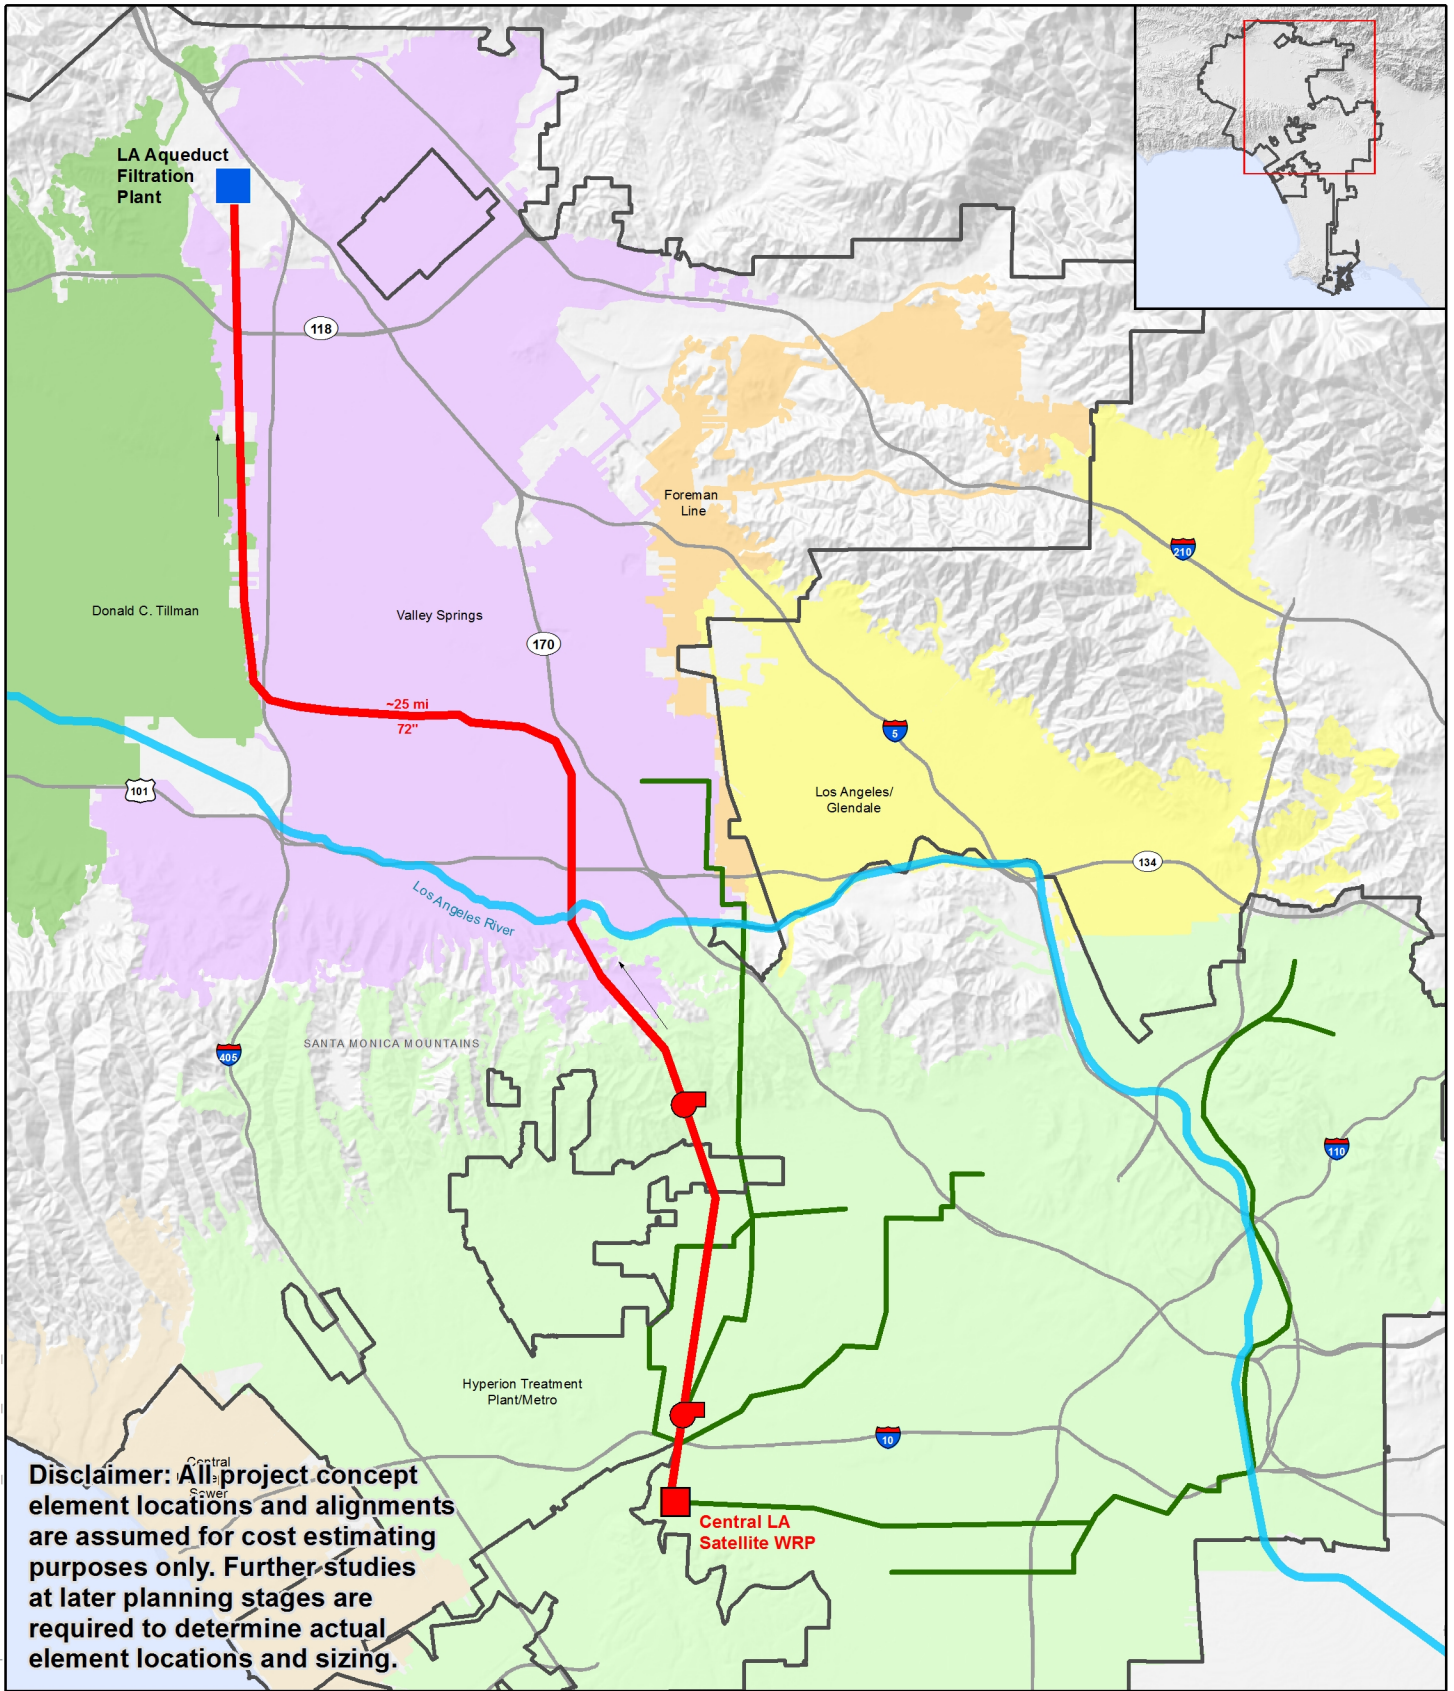 LA Aqueduct
Filtration
Plant
118
Foreman
Line
210
Donald C. Tillman
Valley Springs
170
~25 mi
72"
5
101
Los Angeles/
Glendale
134
Los Angeles River
SANTA MONICA MOUNTAINS
405
110
Hyperion Treatment
Plant/Metro
10
Central
Sewer
Disclaimer: All project concept
element locations and alignments
are assumed for cost estimating
purposes only. Further studies
at later planning stages are
required to determine actual
element locations and sizing.
Central LA
Satellite WRP